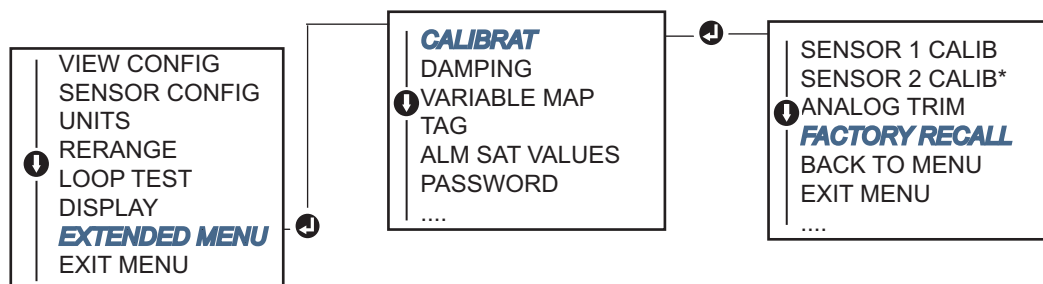 VIEW CONFIG
SENSOR CONFIG
UNITS
RERANGE
LOOP TEST
DISPLAY
EXTENDED MENU
EXIT MENU
CALIBRAT
DAMPING
VARIABLE MAP
TAG
ALM SAT VALUES
PASSWORD
....
SENSOR 1 CALIB
SENSOR 2 CALIB*
ANALOG TRIM
FACTORY RECALL
BACK TO MENU
EXIT MENU
....